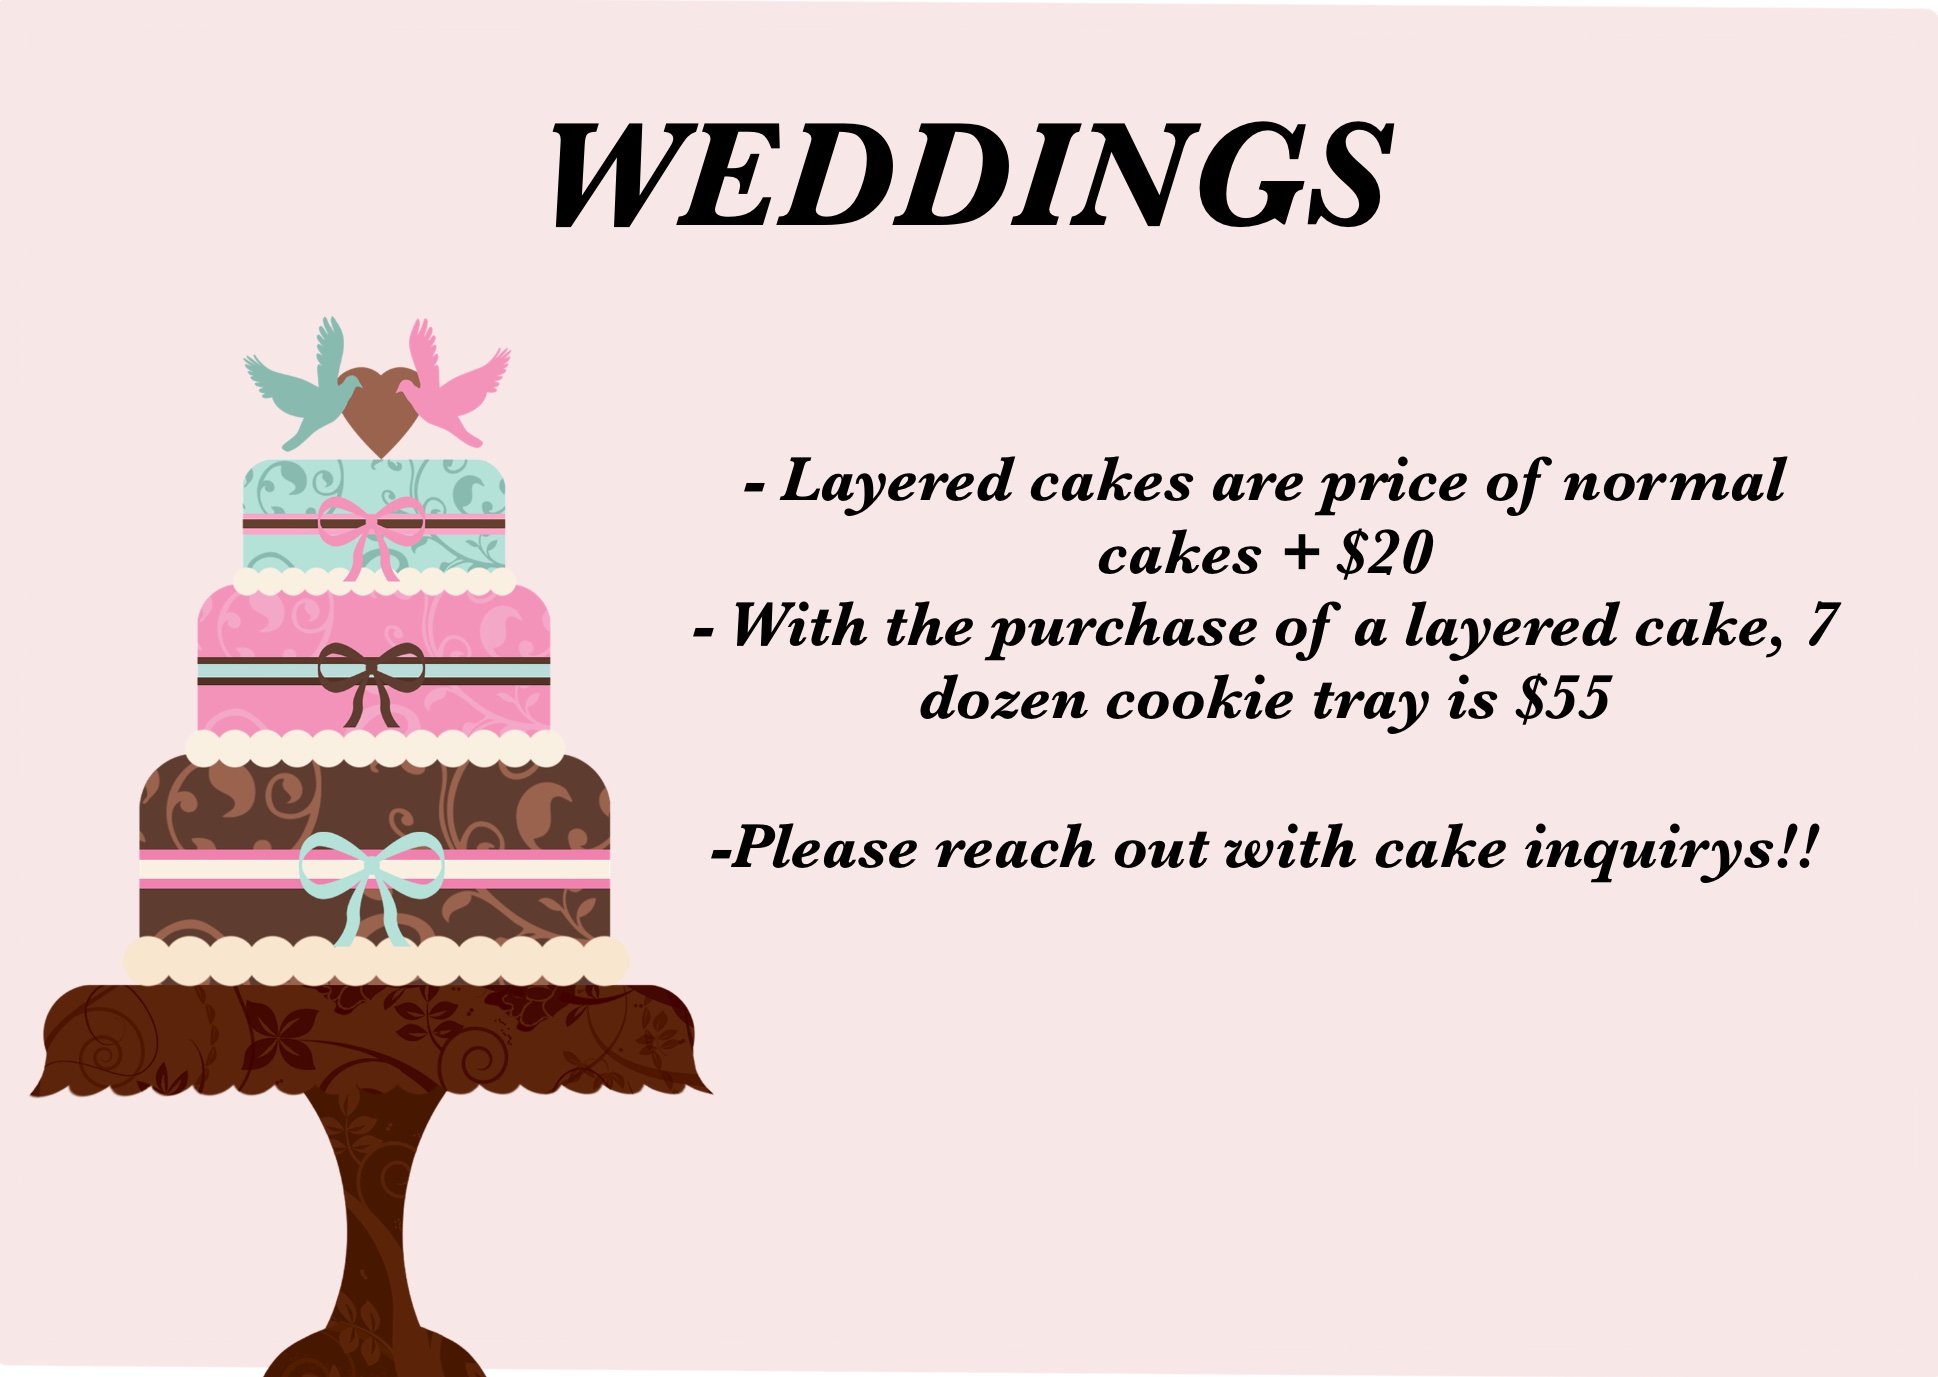 WEDDINGS
- Layered cakes are price of normal
cakes + $20
- With the purchase of a layered cake, 7
dozen cookie tray is $55
-Please reach out with cake inquirys!!